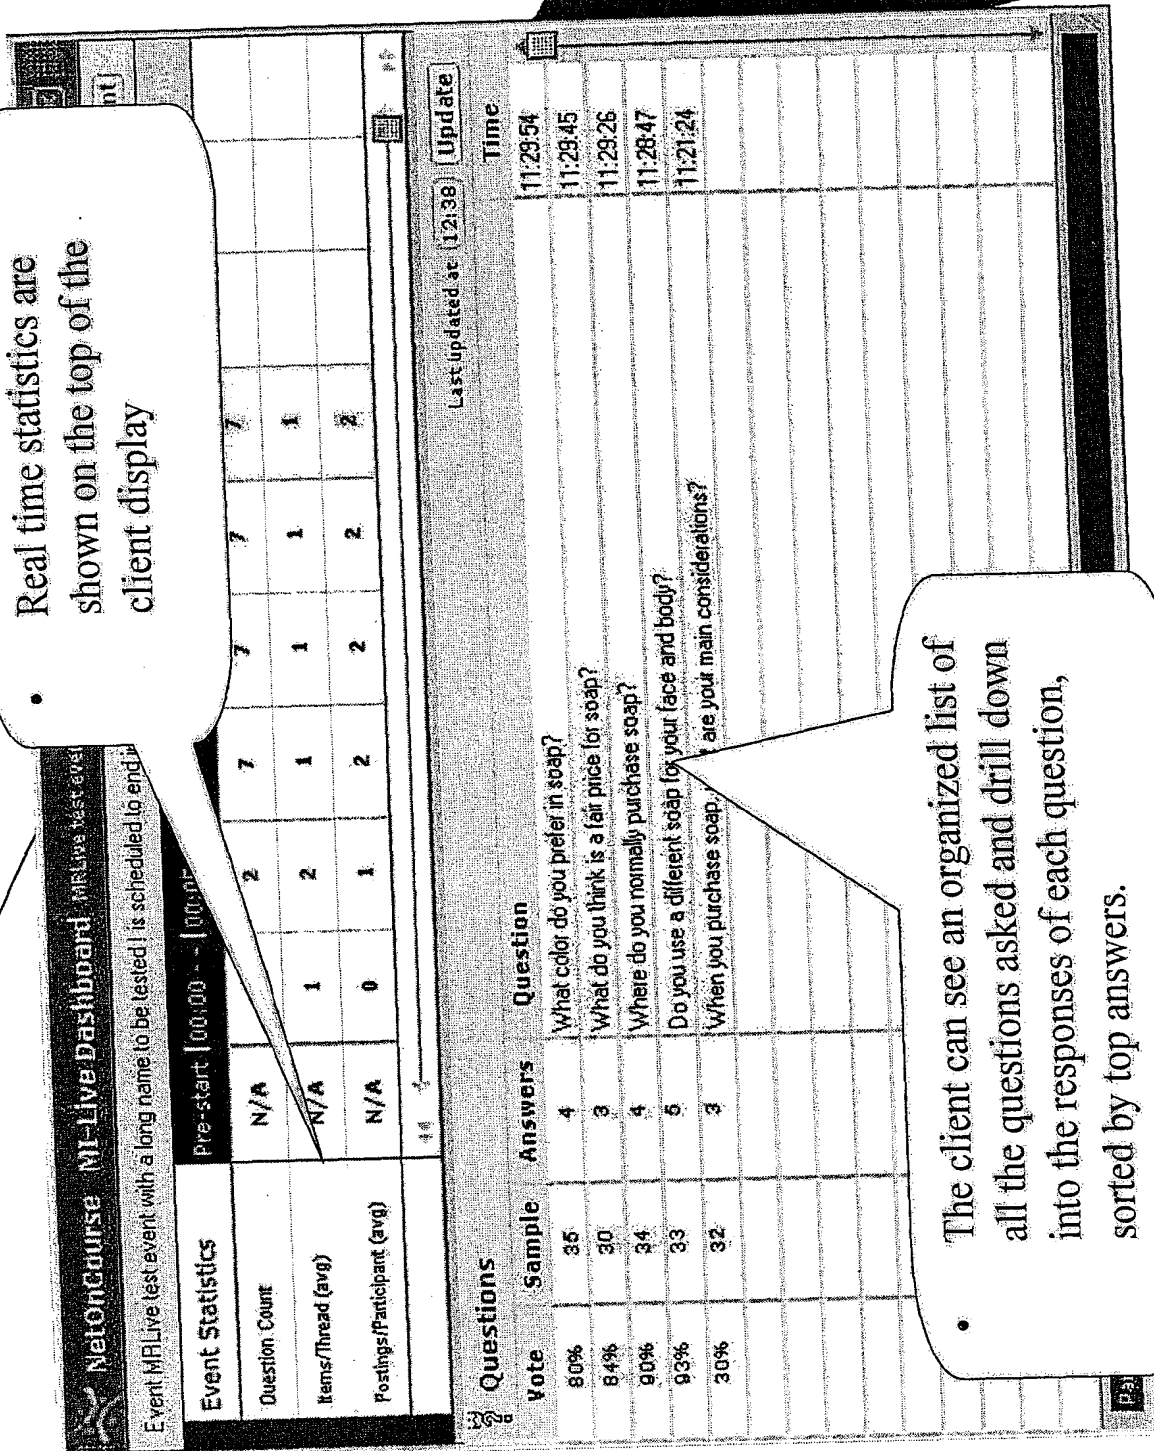 • Real time statistics are
shown on the top of the
client display
NetOnCourse MI-Live Dashboard MRLive test event
Event MRLive test event with a long name to be tested! is scheduled to end
Event Statistics Pre-start [00:00 -
Question Count N/A 2 7 7 7 7
Items/Thread (avg) N/A 1 2 1 1 1 1
Postings/Participant (avg) N/A 0 1 2 2 2 2
Last updated at 12:38 Update
Questions
Vote Sample Answers Question Time
80% 35 4 What color do you prefer in soap? 11:29:54
84% 30 3 What do you think is a fair price for soap? 11:29:45
90% 34 4 Where do you normally purchase soap? 11:29:26
93% 33 5 Do you use a different soap for your face and body? 11:28:47
30% 32 3 When you purchase soap, are your main considerations? 11:21:24
• The client can see an organized list of
all the questions asked and drill down
into the responses of each question,
sorted by top answers.